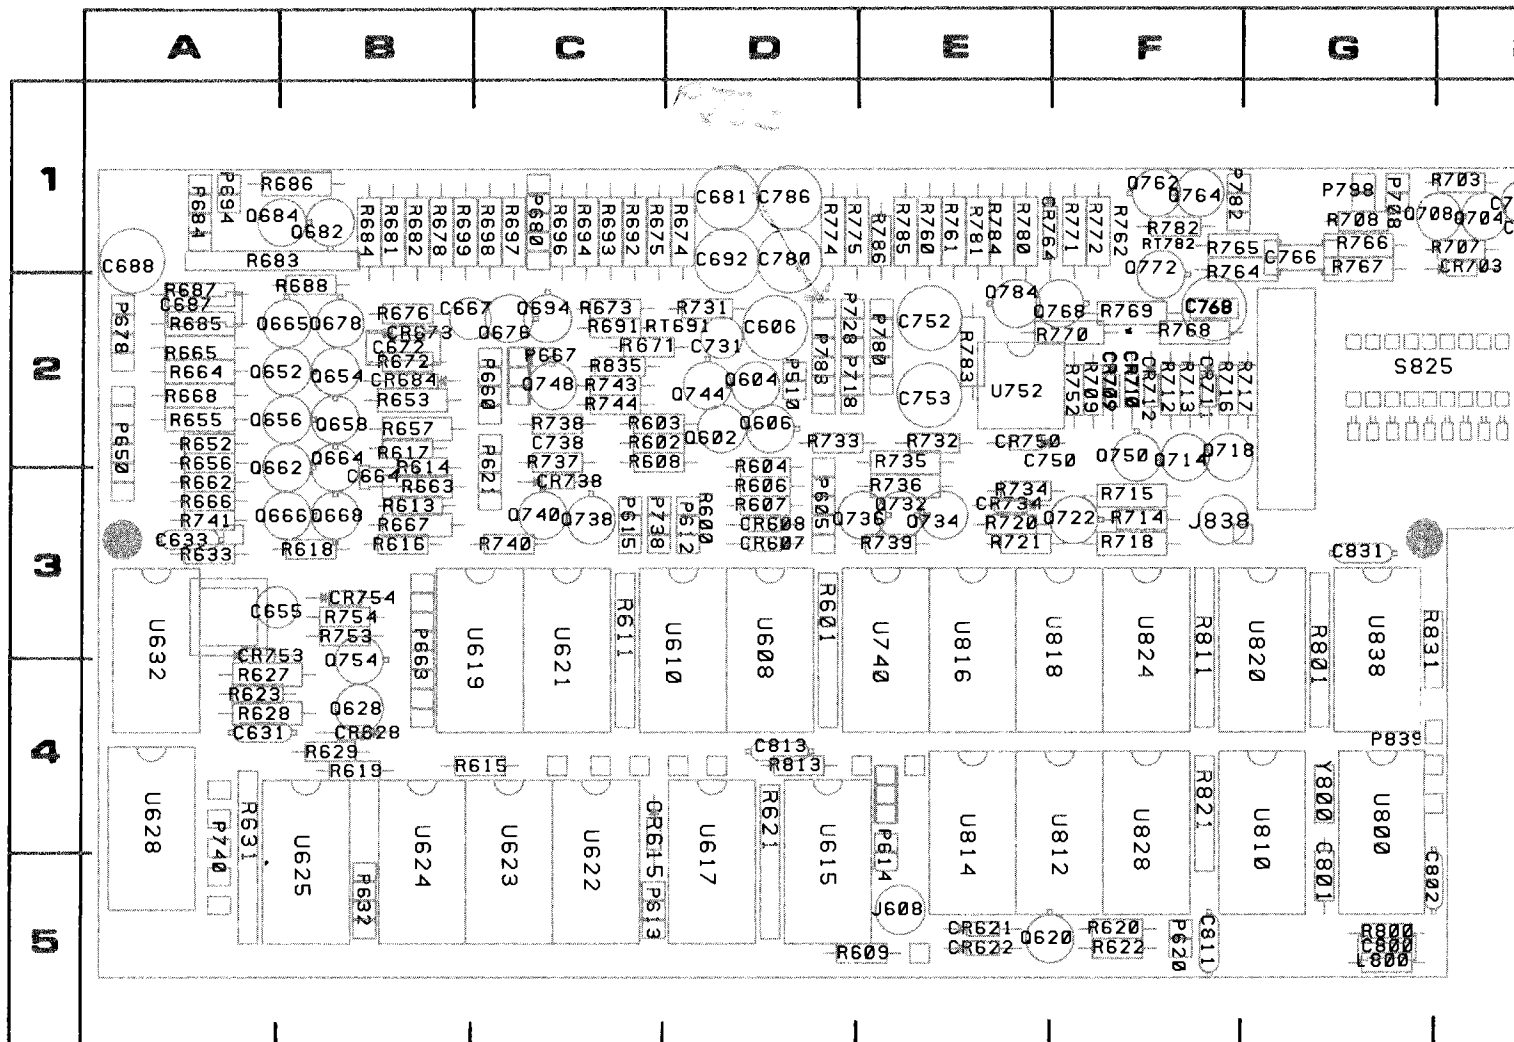 A B C D E F G
1
P684 P694 R686 Q684 Q682 R683 C688
R684 R681 R682 R678 R698 R697 P680 R696 R694 R693 R692 R675 R674
C681 C786 C692 C780
R774 R775 R786 R785 R760 R761 R781 R784 R780 CR764 R771 R772 R762
Q762 Q764 P782 R782 RT782 Q772 R765 R764 C766
P798 P708 R708 R766 R767 Q708 R703 Q704 R707 CR703
2
R687 C687 R685 P678 R665 R664 R668 R655 P650 R652 R656 R662 R666 R741 C633 R633
R688 Q665 Q678 R676 CR673 C672 R672 CR684 R653 Q652 Q654 Q656 Q658 R657 R617 Q662 Q664 C664 R614 R663 R613 Q666 Q668 R667 R618 R616
C667 Q676 Q694 R673 R691 RT691 R671 P667 R835 P660 Q748 R743 R744 R738 C738 R737 CR738 P621 Q740 Q738 R740 P615 P738
R731 C731 C606 Q744 Q604 P510 R603 R602 R608 Q602 Q606 R604 R606 R607 CR608 CR607 P612 R600 P605
P728 P780 P788 P718 C752 C753 R783 U752 Q784 R733 R732 R735 R736 Q736 Q732 Q734 R739 CR750 C750 R734 CR734 R720 R721
Q768 R770 R769 R768 C768 R752 R709 CR709 CR710 CR712 R712 R713 CR711 R716 R717 Q750 Q714 Q718 Q722 R715 R714 R718 J838
S825
3
C831
U632 C655 CR754 R754 R753 CR753 Q754 P663 U619 U621 R611 U610 U608 R601 U740 U816 U818 U824 R811 U820 R801 U838 R831
R627 R623 R628 C631 Q628 CR628
4
R629 R619 R615 C813 R813 P839
U628 P740 R631 U625 U624 U623 U622 CR615 U617 R621 U615 P614 U814 U812 U828 R821 U810 Y800 C801 U800 C802
P632 P613 J608
5
R609 CR621 CR622 Q620 R620 R622 P620 C811 R800 C800 L800